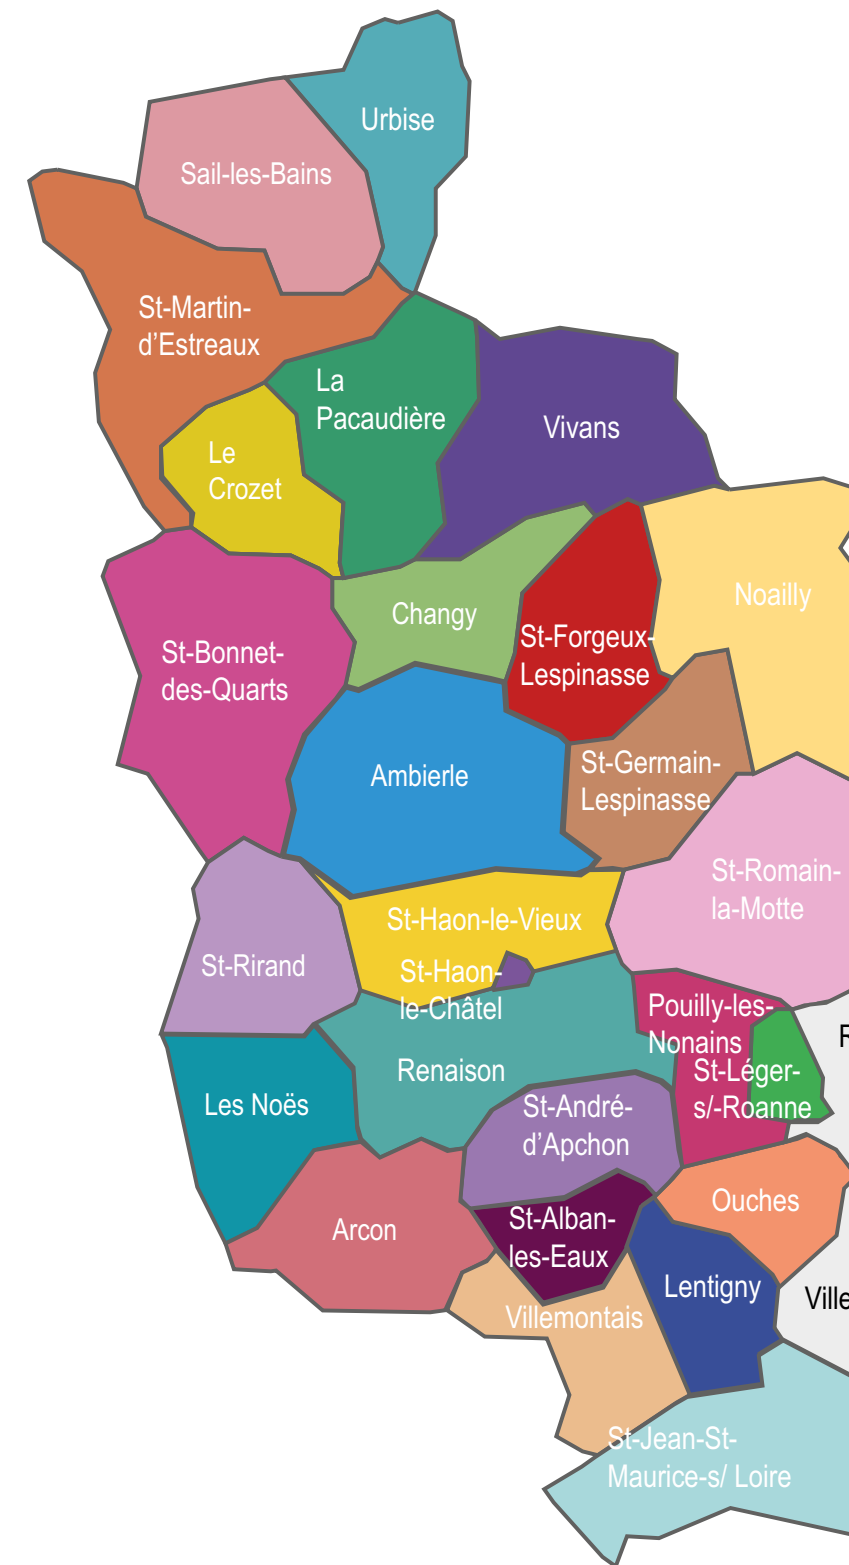 Urbise
Sail-les-Bains
St-Martin-
d'Estreaux
La
Pacaudière
Vivans
Le
Crozet
Noailly
Changy
St-Forgeux-
Lespinasse
St-Bonnet-
des-Quarts
Ambierle
St-Germain-
Lespinasse
St-Romain-
la-Motte
St-Haon-le-Vieux
St-Rirand
St-Haon-
le-Châtel
Pouilly-les-
Nonains
R
Renaison
St-Léger-
s/-Roanne
Les Noës
St-André-
d'Apchon
Ouches
Arcon
St-Alban-
les-Eaux
Lentigny
Ville
Villemontais
St-Jean-St-
Maurice-s/ Loire